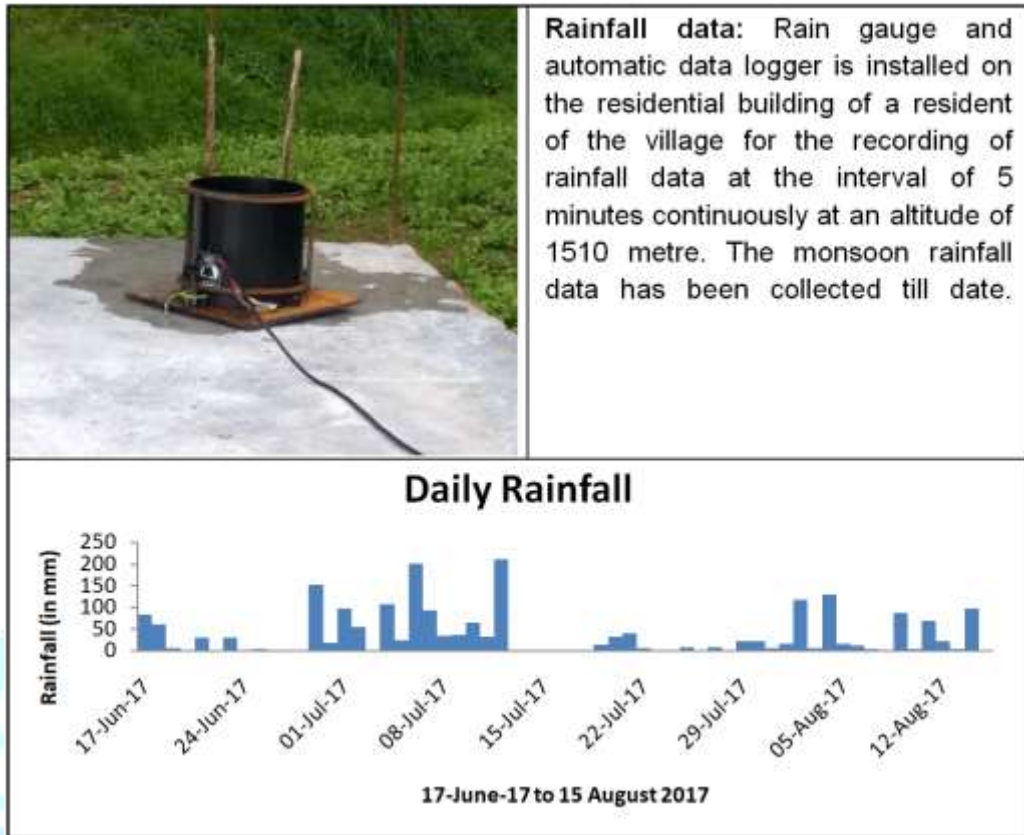 Rainfall data: Rain gauge and
automatic data logger is installed on
the residential building of a resident
of the village for the recording of
rainfall data at the interval of 5
minutes continuously at an altitude of
1510 metre. The monsoon rainfall
data has been collected till date.
Daily Rainfall
Rainfall (in mm)
250
200
150
100
50
0
17-Jun-17
24-Jun-17
01-Jul-17
08-Jul-17
15-Jul-17
22-Jul-17
29-Jul-17
05-Aug-17
12-Aug-17
17-June-17 to 15 August 2017